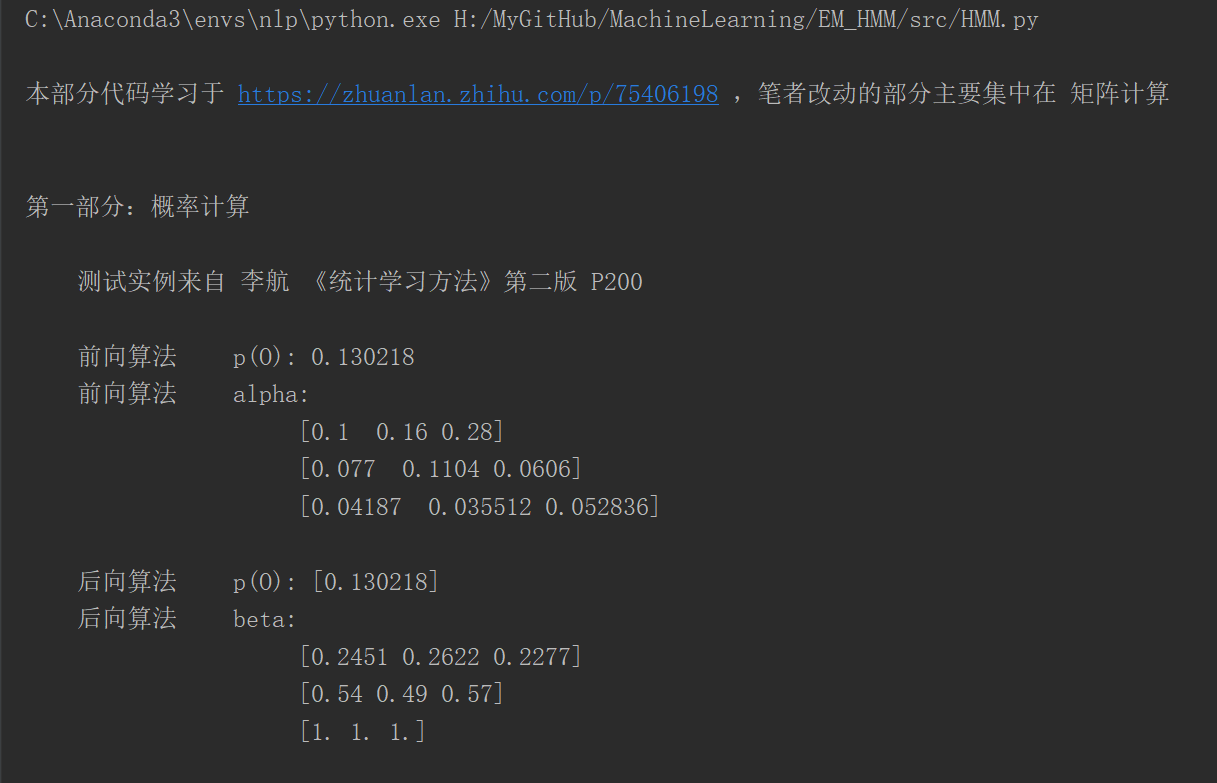 C:\Anaconda3\envs\nlp\python.exe H:/MyGitHub/MachineLearning/EM_HMM/src/HMM.py
本部分代码学习于 https://zhuanlan.zhihu.com/p/75406198 ，笔者改动的部分主要集中在 矩阵计算
第一部分：概率计算
测试实例来自 李航 《统计学习方法》第二版 P200
前向算法    p(O): 0.130218
前向算法    alpha:
[0.1  0.16 0.28]
[0.077  0.1104 0.0606]
[0.04187  0.035512 0.052836]
后向算法    p(O): [0.130218]
后向算法    beta:
[0.2451 0.2622 0.2277]
[0.54 0.49 0.57]
[1. 1. 1.]